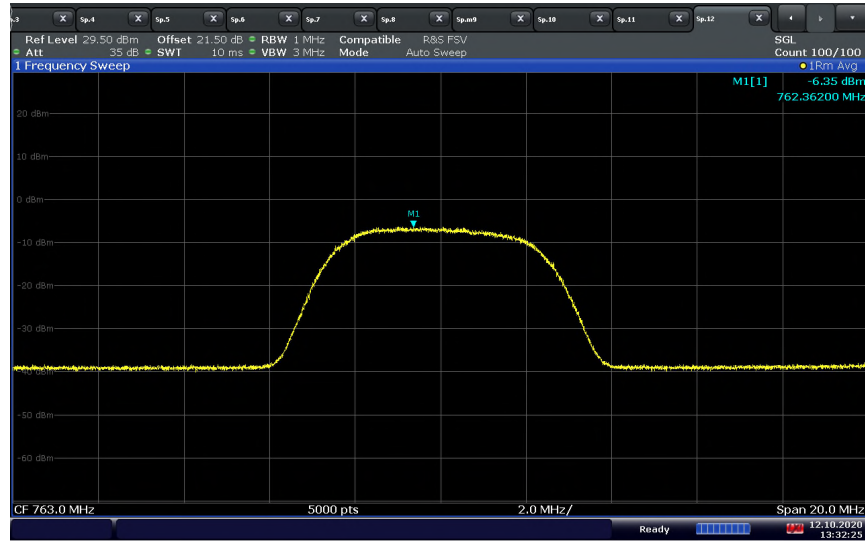 .3 X Sp.4 X Sp.5 X Sp.6 X Sp.7 X Sp.8 X Sp.m9 X Sp.10 X Sp.11 X Sp.12 X
Ref Level 29.50 dBm Offset 21.50 dB RBW 1 MHz Compatible R&S FSV SGL
Att 35 dB SWT 10 ms VBW 3 MHz Mode Auto Sweep Count 100/100
1 Frequency Sweep 1Rm Avg
M1[1] -6.35 dBm
762.36200 MHz
20 dBm
10 dBm
0 dBm
M1
-10 dBm
-20 dBm
-30 dBm
-40 dBm
-50 dBm
-60 dBm
CF 763.0 MHz 5000 pts 2.0 MHz/ Span 20.0 MHz
Ready 12.10.2020
13:32:25